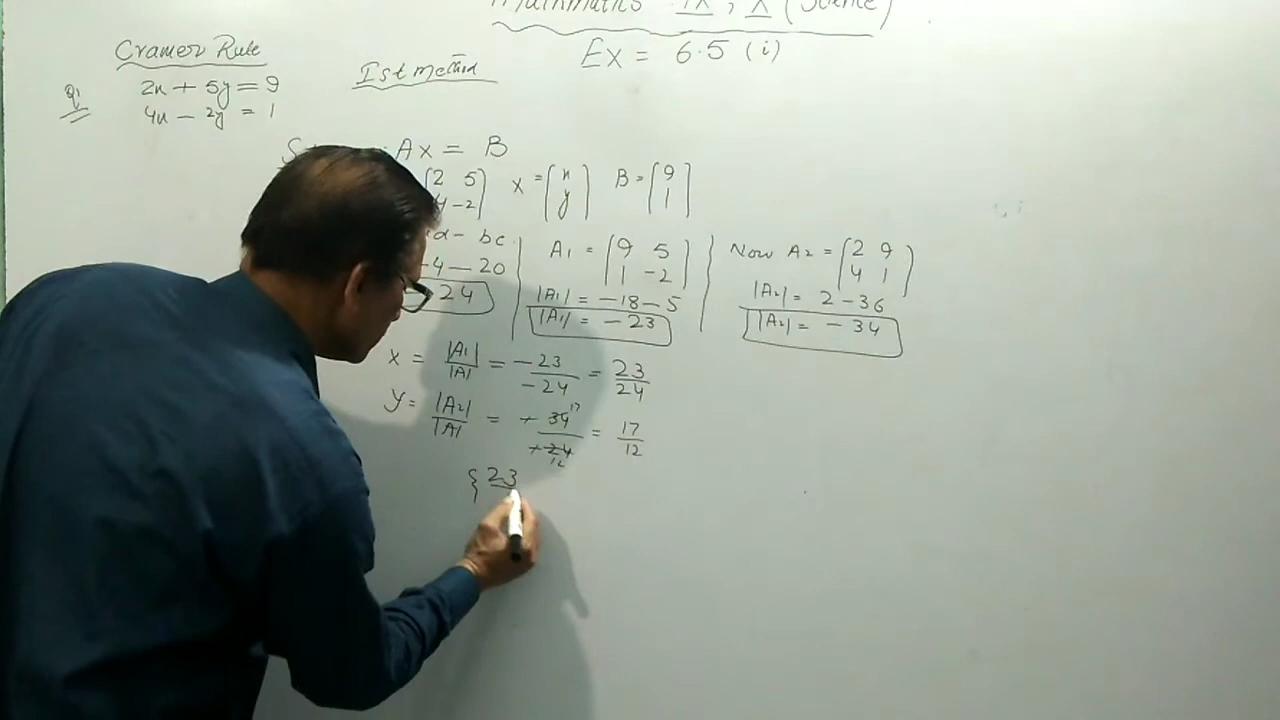 Mathematics IX, X (Science)
Ex = 6.5 (i)
Cramer Rule
Ist method
Q1
2x + 5y = 9
4x - 2y = 1
Ax = B
[2 5
-2]
X = [x
y]
B = [9
1]
d - bc
-4 - 20
24
A1 = [9 5
1 -2]
|A1| = -18 - 5
|A1| = -23
Now A2 = [2 9
4 1]
|A2| = 2 - 36
|A2| = -34
x = |A1|/|A| = -23/-24 = 23/24
y = |A2|/|A| = +34/+24 = 17/12
17
12
{ 23